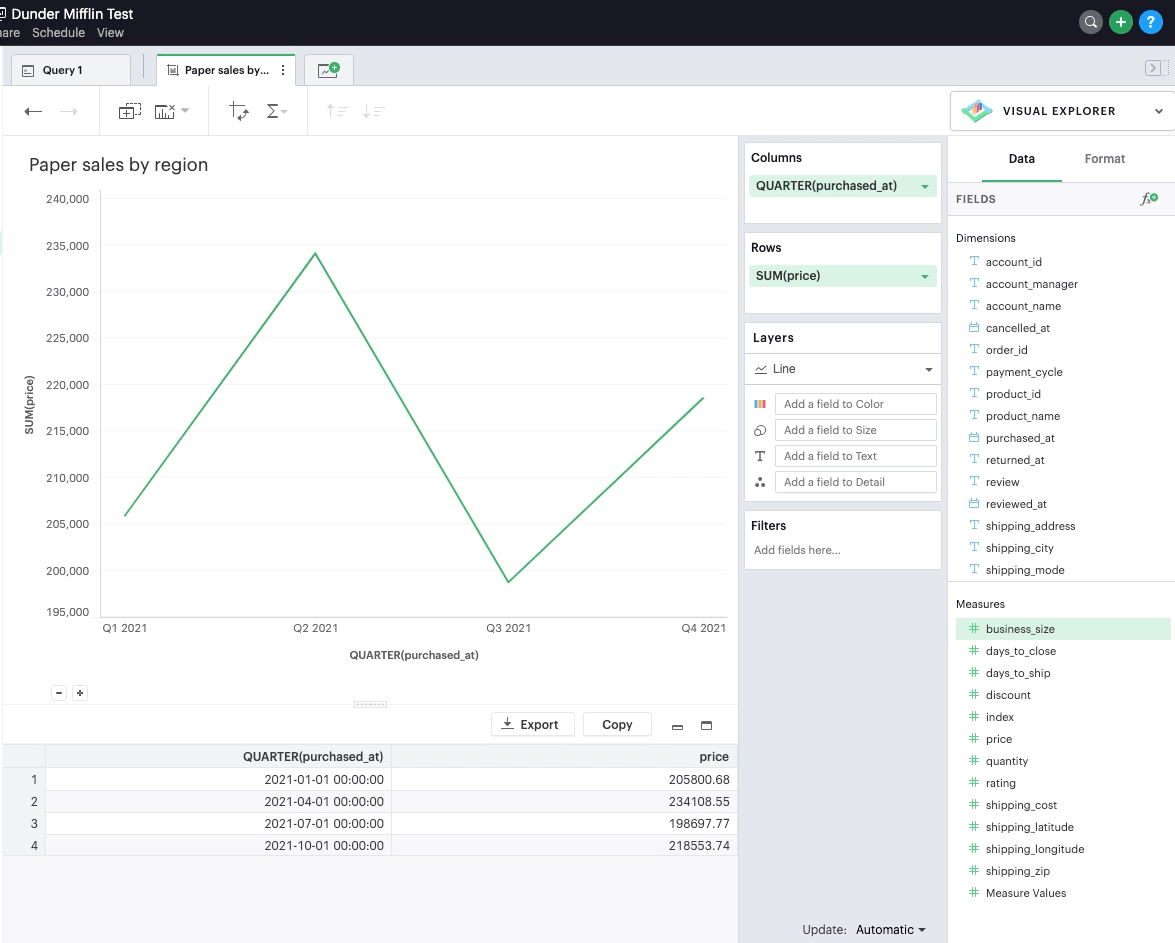 Dunder Mifflin Test
are Schedule View
?
Query 1
Paper sales by...
VISUAL EXPLORER
Paper sales by region
240,000
235,000
230,000
225,000
220,000
215,000
210,000
205,000
200,000
195,000
SUM(price)
Q1 2021 Q2 2021 Q3 2021 Q4 2021
QUARTER(purchased_at)
Export Copy
QUARTER(purchased_at) price
1 2021-01-01 00:00:00 205800.68
2 2021-04-01 00:00:00 234108.55
3 2021-07-01 00:00:00 198697.77
4 2021-10-01 00:00:00 218553.74
Columns
QUARTER(purchased_at)
Rows
SUM(price)
Layers
Line
Add a field to Color
Add a field to Size
T Add a field to Text
Add a field to Detail
Filters
Add fields here...
Update: Automatic
Data Format
FIELDS
Dimensions
T account_id
T account_manager
T account_name
cancelled_at
T order_id
T payment_cycle
T product_id
T product_name
purchased_at
T returned_at
T review
reviewed_at
T shipping_address
T shipping_city
T shipping_mode
Measures
# business_size
# days_to_close
# days_to_ship
# discount
# index
# price
# quantity
# rating
# shipping_cost
# shipping_latitude
# shipping_longitude
# shipping_zip
# Measure Values